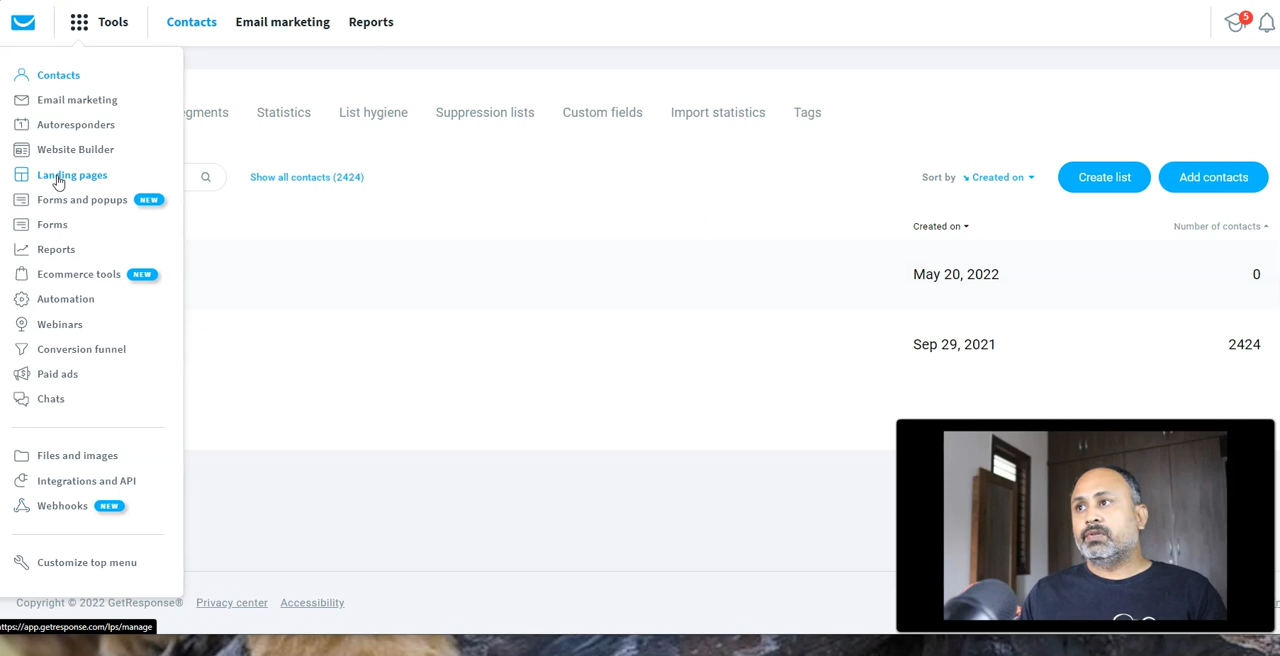 Tools
Contacts
Email marketing
Reports
5
Contacts
Email marketing
Autoresponders
Website Builder
Landing pages
Forms and popups NEW
Forms
Reports
Ecommerce tools NEW
Automation
Webinars
Conversion funnel
Paid ads
Chats
Files and images
Integrations and API
Webhooks NEW
Customize top menu
Statistics
List hygiene
Suppression lists
Custom fields
Import statistics
Tags
Show all contacts (2424)
Sort by
Created on
Create list
Add contacts
Created on
Number of contacts
May 20, 2022
0
Sep 29, 2021
2424
Copyright © 2022 GetResponse®
Privacy center
Accessibility
https://app.getresponse.com/lps/manage